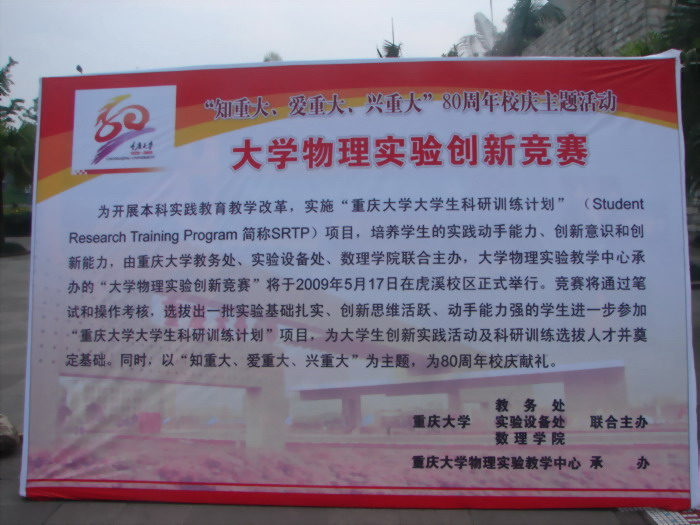 80
重庆大学
1929-2009
CHONGQING UNIVERSITY
“知重大、爱重大、兴重大”80周年校庆主题活动
大学物理实验创新竞赛
为开展本科实践教育教学改革，实施“重庆大学大学生科研训练计划”（Student
Research Training Program 简称SRTP）项目，培养学生的实践动手能力、创新意识和创
新能力，由重庆大学教务处、实验设备处、数理学院联合主办，大学物理实验教学中心承
办的“大学物理实验创新竞赛”将于2009年5月17日在虎溪校区正式举行。竞赛将通过笔
试和操作考核，选拔出一批实验基础扎实、创新思维活跃、动手能力强的学生进一步参加
“重庆大学大学生科研训练计划”项目，为大学生创新实践活动及科研训练选拔人才并奠
定基础。同时，以“知重大、爱重大、兴重大”为主题，为80周年校庆献礼。
教务处
重庆大学 实验设备处 联合主办
数理学院
重庆大学物理实验教学中心 承 办